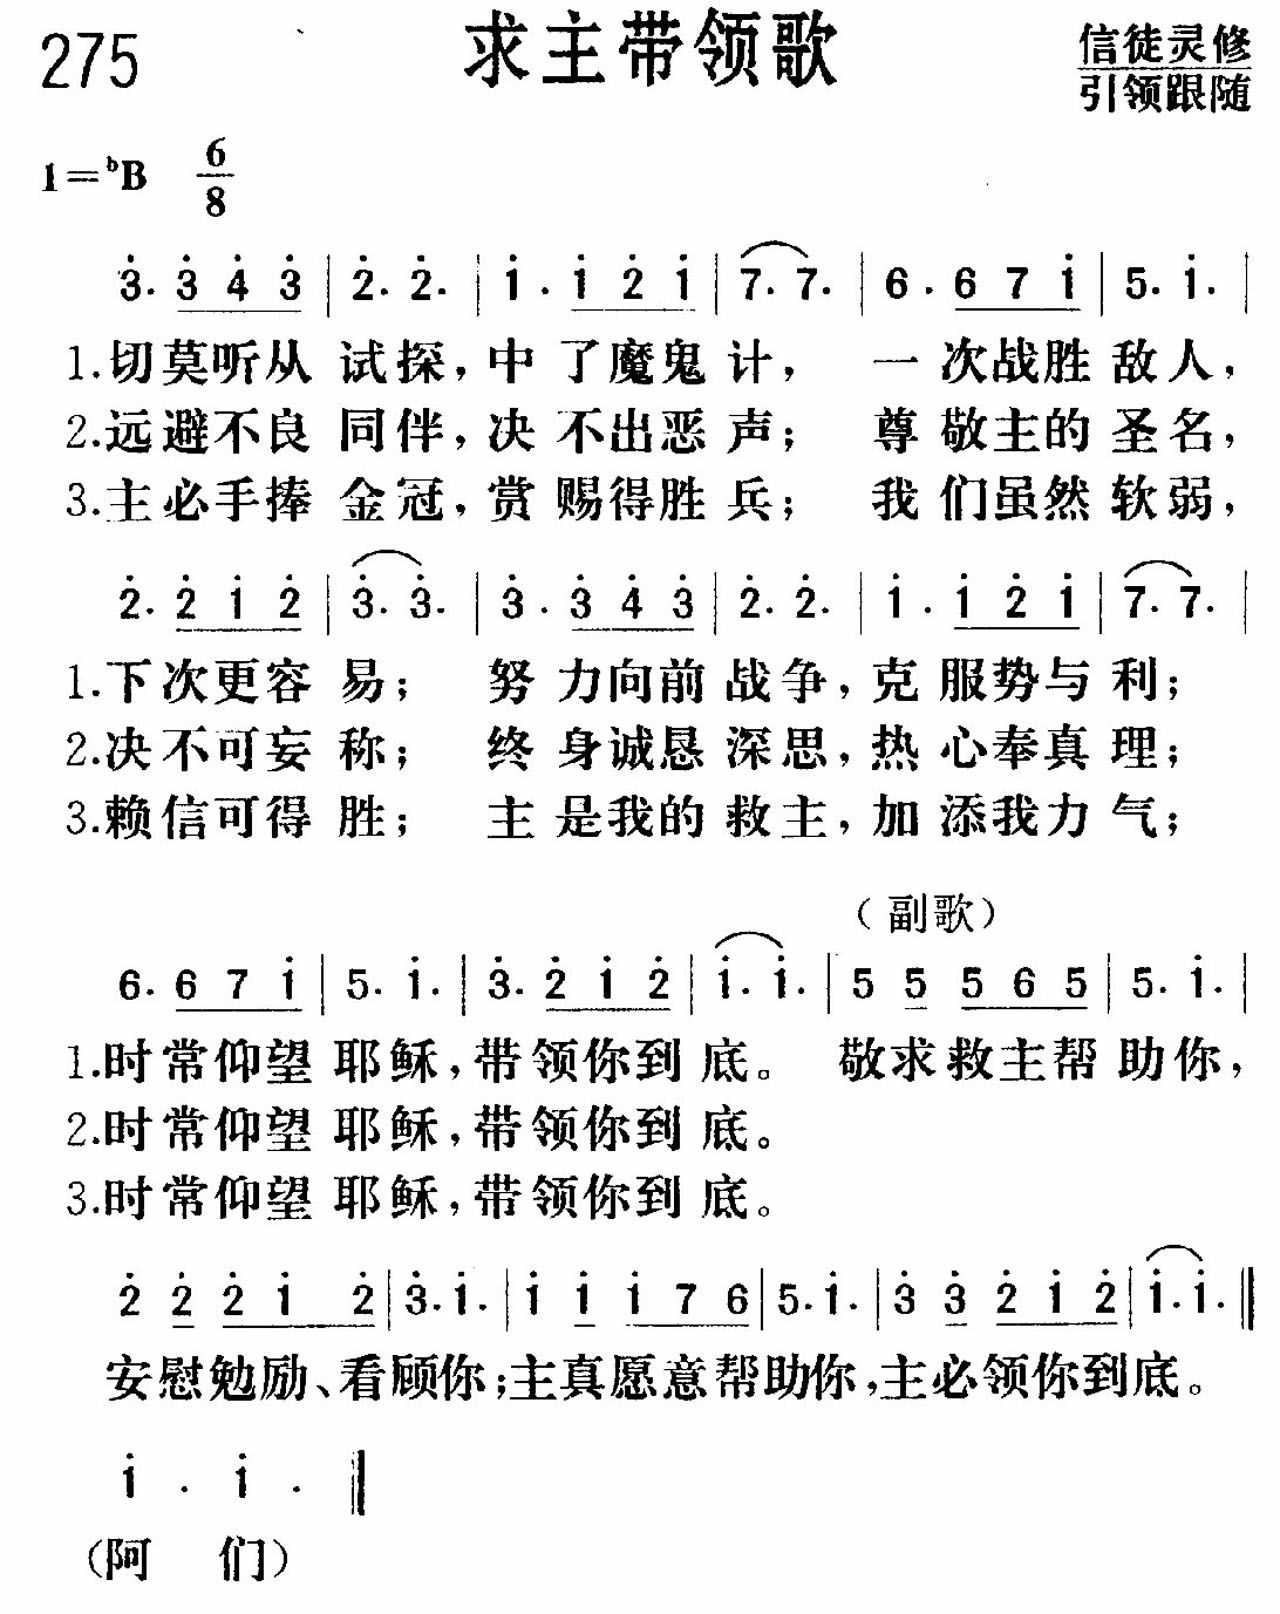 275 求主带领歌 信徒灵修
引领跟随
1=♭B 6/8
3̇. 3̇ 4̇ 3̇ | 2̇. 2̇. | 1̇. 1̇ 2̇ 1̇ | 7. 7. | 6. 6 7 1̇ | 5. 1̇. |
1.切莫听从 试探,中 了魔鬼 计, 一 次战胜 敌人,
2.远避不良 同伴,决 不出恶 声; 尊 敬主的 圣名,
3.主必手捧 金冠,赏 赐得胜 兵; 我 们虽然 软弱,
2̇. 2̇ 1̇ 2̇ | 3̇. 3̇. | 3̇. 3̇ 4̇ 3̇ | 2̇. 2̇. | 1̇. 1̇ 2̇ 1̇ | 7. 7. |
1.下次更容 易; 努 力向前 战争,克 服势与 利;
2.决不可妄 称; 终 身诚恳 深思,热 心奉真 理;
3.赖信可得 胜; 主 是我的 救主,加 添我力 气;
(副歌)
6. 6 7 1̇ | 5. 1̇. | 3̇. 2̇ 1̇ 2̇ | 1̇. 1̇. | 5 5 5 6 5 | 5. 1̇. |
1.时常仰望 耶稣,带领你到 底。 敬求救主帮 助你,
2.时常仰望 耶稣,带领你到 底。
3.时常仰望 耶稣,带领你到 底。
2̇ 2̇ 2̇ 1̇ 2̇ | 3̇. 1̇. | 1̇ 1̇ 1̇ 7 6 | 5. 1̇. | 3̇ 3̇ 2̇ 1̇ 2̇ | 1̇. 1̇. ‖
安慰勉励、看顾你;主真愿意帮助你,主必领你到底。
1̇ . 1̇ . ‖
(阿 们)